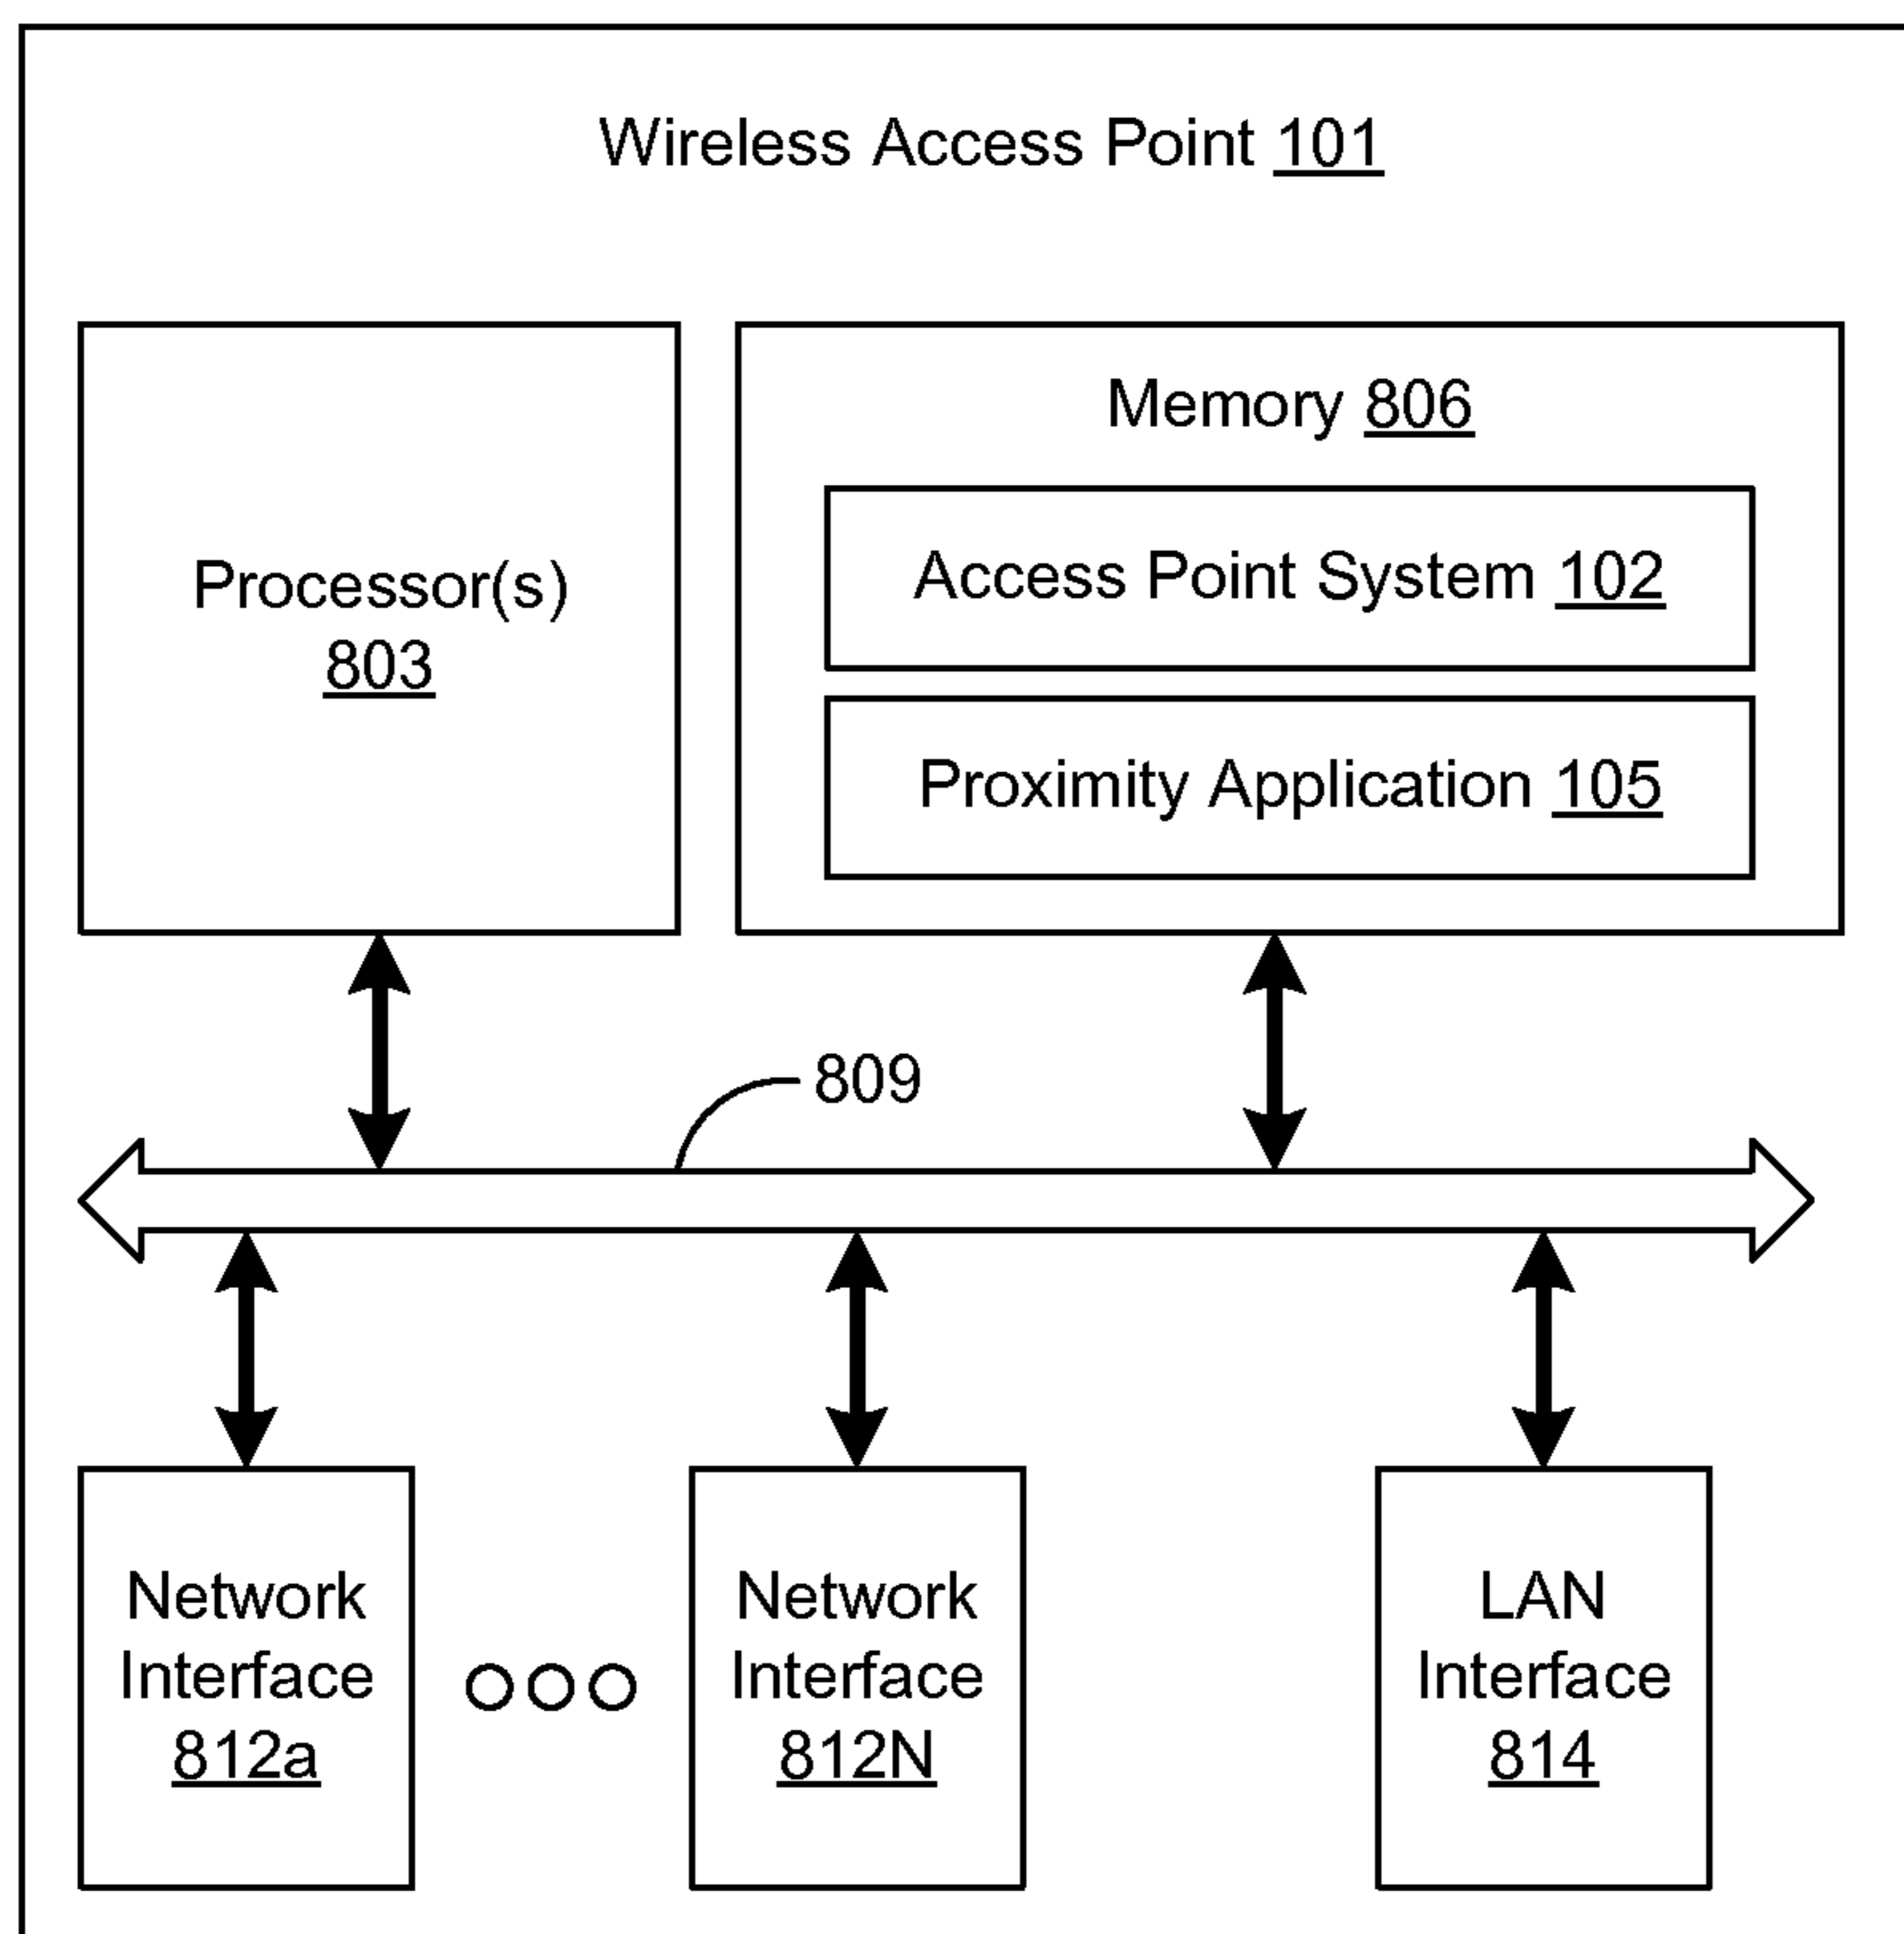 Wireless Access Point 101
Processor(s)
803
Memory 806
Access Point System 102
Proximity Application 105
809
Network
Interface
812a
Network
Interface
812N
LAN
Interface
814